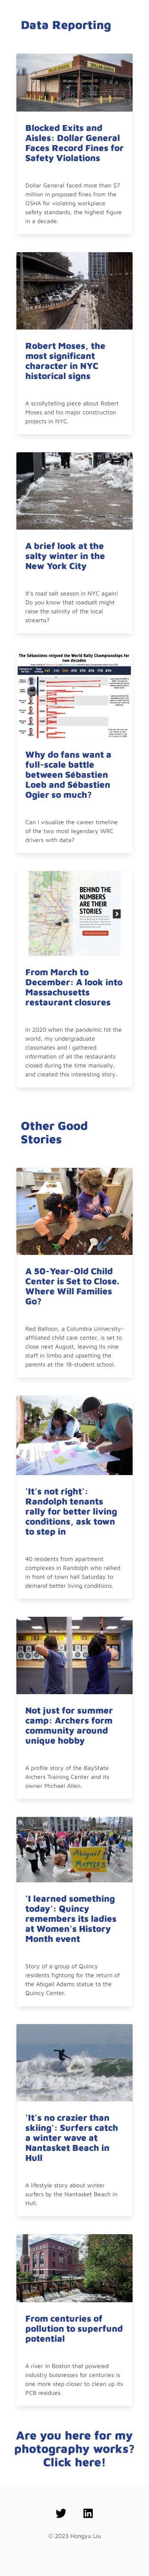 Data Reporting
DOLLAR GENERAL
DOLLAR GENERAL
Blocked Exits and
Aisles: Dollar General
Faces Record Fines for
Safety Violations
Dollar General faced more than $7
million in proposed fines from the
OSHA for violating workplace
safety standards, the highest figure
in a decade.
Robert Moses, the
most significant
character in NYC
historical signs
A scrollytelling piece about Robert
Moses and his major construction
projects in NYC.
A brief look at the
salty winter in the
New York City
It's road salt season in NYC again!
Do you know that roadsalt might
raise the salinity of the local
streams?
The Sébastiens reigned the World Rally Championships for
two decades
Why do fans want a
full-scale battle
between Sébastien
Loeb and Sébastien
Ogier so much?
Can I visualize the career timeline
of the two most legendary WRC
drivers with data?
BEHIND THE
NUMBERS
ARE THEIR
STORIES
From March to
December: A look into
Massachusetts
restaurant closures
In 2020 when the pandemic hit the
world, my undergraduate
classmates and I gathered
information of all the restaurants
closed during the time manually,
and created this interesting story.
Other Good
Stories
A 50-Year-Old Child
Center is Set to Close.
Where Will Families
Go?
Red Balloon, a Columbia University-
affiliated child care center, is set to
close next August, leaving its nine
staff in limbo and upsetting the
parents at the 18-student school.
'It's not right':
Randolph tenants
rally for better living
conditions, ask town
to step in
40 residents from apartment
complexes in Randolph who rallied
in front of town hall Saturday to
demand better living conditions.
Not just for summer
camp: Archers form
community around
unique hobby
A profile story of the BayState
Archers Training Center and its
owner Michael Allen.
Abigail
MATTERS
'I learned something
today': Quincy
remembers its ladies
at Women's History
Month event
Story of a group of Quincy
residents fightong for the return of
the Abigail Adams statue to the
Quincy Center.
'It's no crazier than
skiing': Surfers catch
a winter wave at
Nantasket Beach in
Hull
A lifestyle story about winter
surfers by the Nantasket Beach in
Hull.
From centuries of
pollution to superfund
potential
A river in Boston that powered
industry businesses for centuries is
one more step closer to clean up its
PCB residues.
Are you here for my
photography works?
Click here!
© 2023 Hongyu Liu